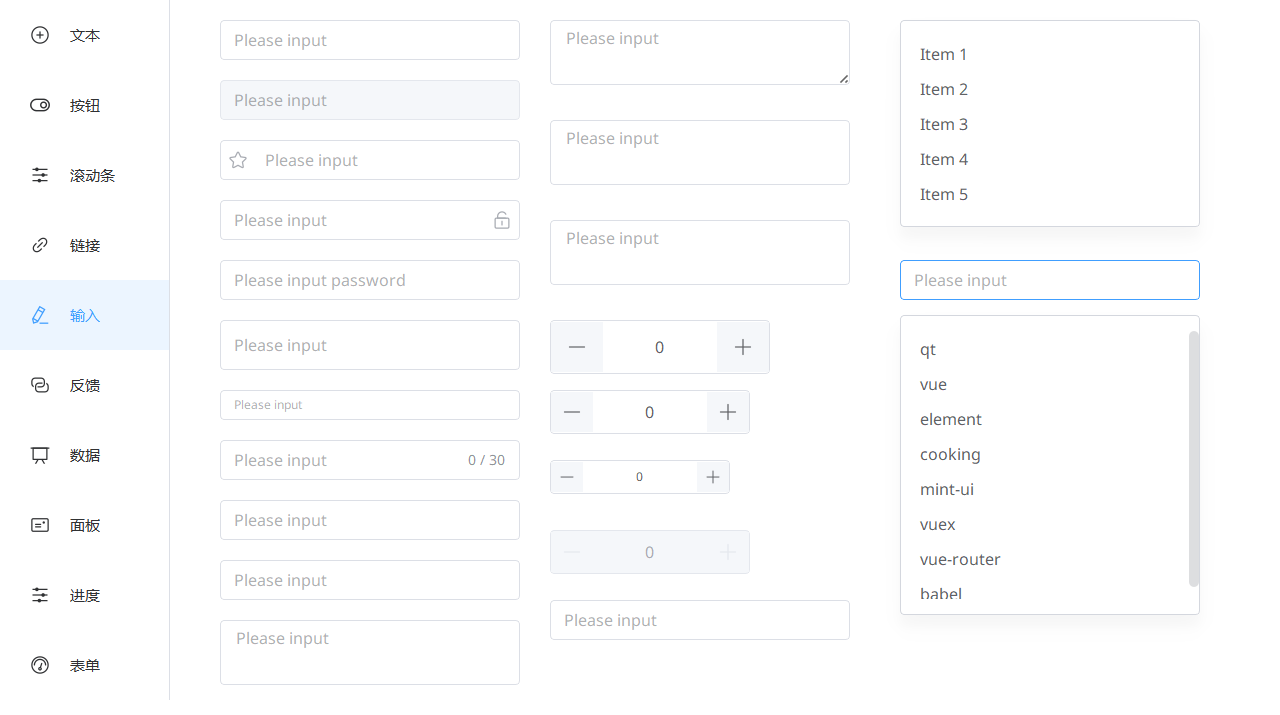 文本
按钮
滚动条
链接
输入
反馈
数据
面板
进度
表单
Please input
Please input
Please input
Please input
Please input password
Please input
Please input
Please input 0 / 30
Please input
Please input
Please input
Please input
Please input
Please input
0
0
0
0
Please input
Item 1
Item 2
Item 3
Item 4
Item 5
Please input
qt
vue
element
cooking
mint-ui
vuex
vue-router
babel